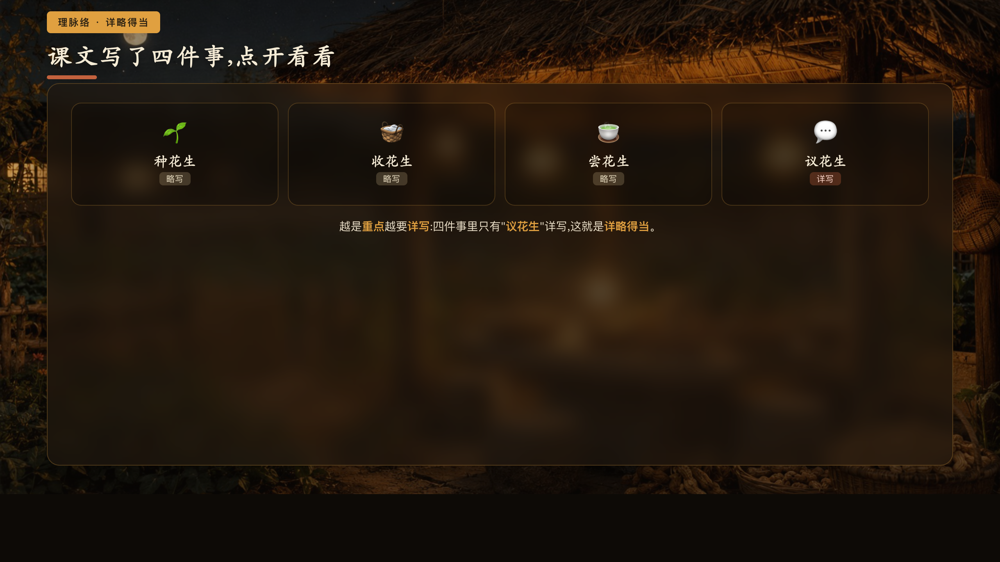 理脉络 · 详略得当
课文写了四件事,点开看看
种花生
略写
收花生
略写
尝花生
略写
议花生
详写
越是重点越要详写:四件事里只有"议花生"详写,这就是详略得当。